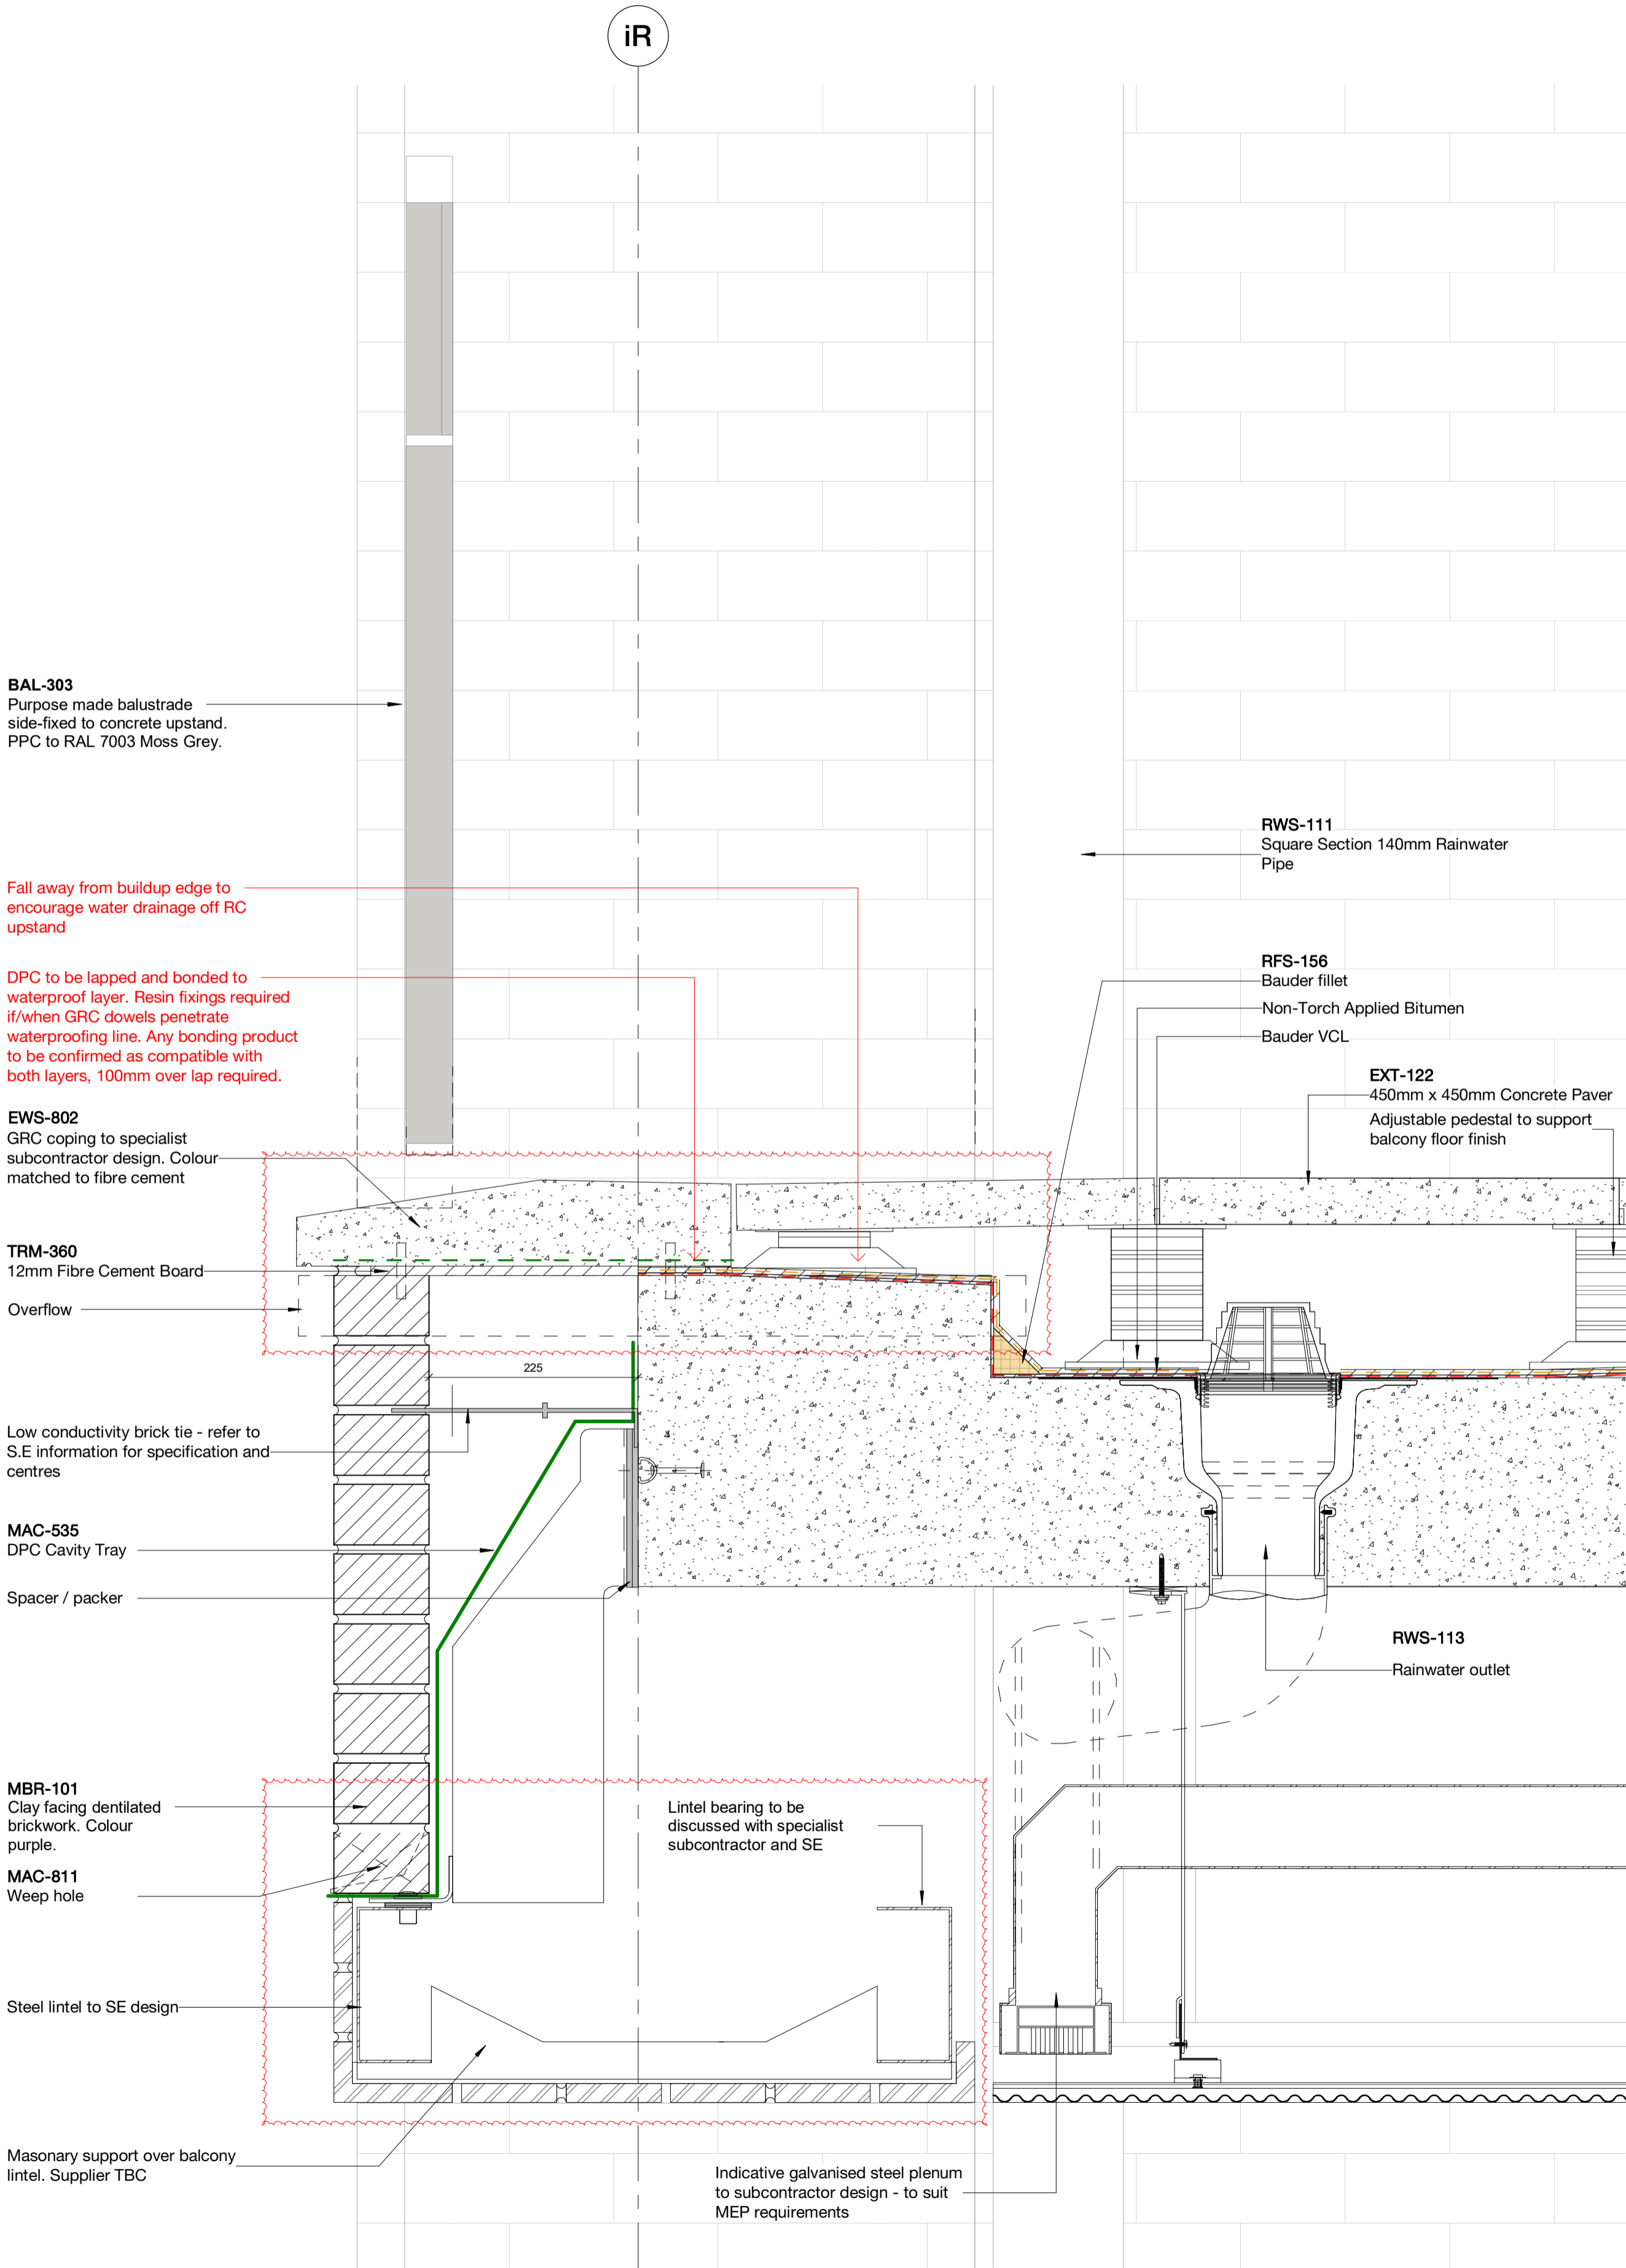 iR
BAL-303
Purpose made balustrade
side-fixed to concrete upstand.
PPC to RAL 7003 Moss Grey.
RWS-111
Square Section 140mm Rainwater
Pipe
Fall away from buildup edge to
encourage water drainage off RC
upstand
RFS-156
Bauder fillet
Non-Torch Applied Bitumen
Bauder VCL
DPC to be lapped and bonded to
waterproof layer. Resin fixings required
if/when GRC dowels penetrate
waterproofing line. Any bonding product
to be confirmed as compatible with
both layers, 100mm over lap required.
EXT-122
450mm x 450mm Concrete Paver
Adjustable pedestal to support
balcony floor finish
EWS-802
GRC coping to specialist
subcontractor design. Colour
matched to fibre cement
TRM-360
12mm Fibre Cement Board
Overflow
225
Low conductivity brick tie - refer to
S.E information for specification and
centres
MAC-535
DPC Cavity Tray
Spacer / packer
RWS-113
Rainwater outlet
MBR-101
Clay facing dentilated
brickwork. Colour
purple.
Lintel bearing to be
discussed with specialist
subcontractor and SE
MAC-811
Weep hole
Steel lintel to SE design
Masonary support over balcony
lintel. Supplier TBC
Indicative galvanised steel plenum
to subcontractor design - to suit
MEP requirements